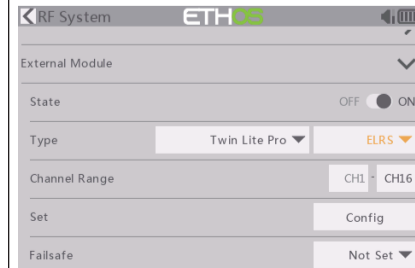 RF System ETHOS
External Module
State OFF ON
Type Twin Lite Pro ELRS
Channel Range CH1 - CH16
Set Config
Failsafe Not Set